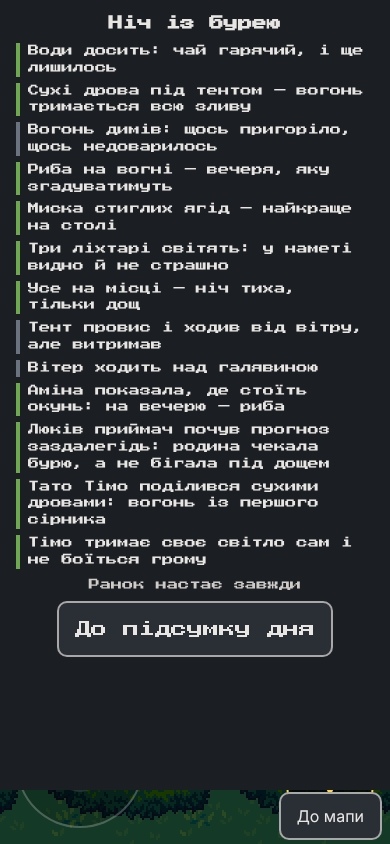 Ніч із бурею
Води досить: чай гарячий, і ще
лишилось
Сухі дрова під тентом — вогонь
тримається всю зливу
Вогонь димів: щось пригоріло,
щось недоварилось
Риба на вогні — вечеря, яку
згадуватимуть
Миска стиглих ягід — найкраще
на столі
Три ліхтарі світять: у наметі
видно й не страшно
Усе на місці — ніч тиха,
тільки дощ
Тент провис і ходив від вітру,
але витримав
Вітер ходить над галявиною
Аміна показала, де стоїть
окунь: на вечерю — риба
Люків приймач почув прогноз
заздалегідь: родина чекала
бурю, а не бігала під дощем
Тато Тімо поділився сухими
дровами: вогонь із першого
сірника
Тімо тримає своє світло сам і
не боїться грому
Ранок настає завжди
До підсумку дня
До мапи